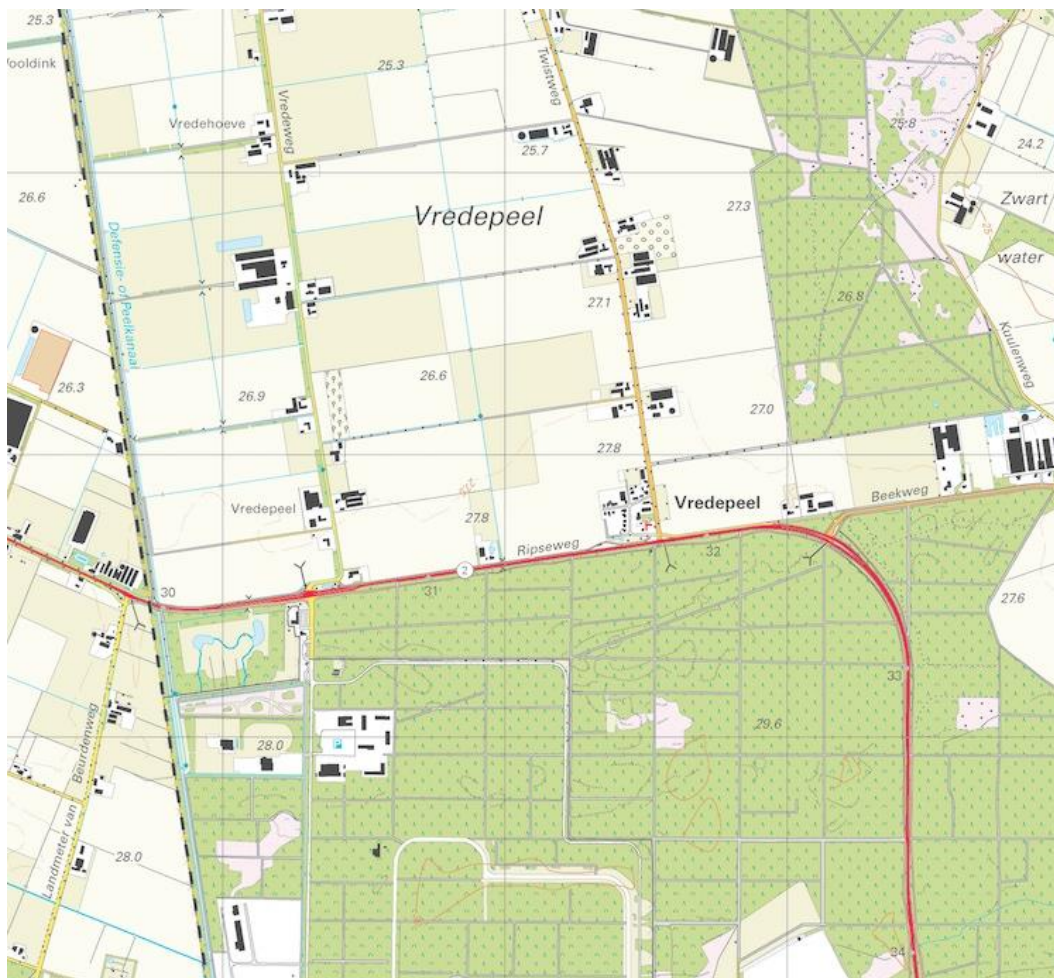 25.3
Wooldink
25.3
Twistweg
Vredehoeve
Vredeweg
25.7
25.8
24.2
26.6
Vredepeel
27.3
Zwart
25
water
Defensie- of Peelkanaal
27.1
26.8
Kuulenweg
26.3
26.9
26.6
27.0
27.8
Vredepeel
27.8
Vredepeel
Beekweg
Ripseweg
32
2
30
31
27.6
33
29.6
28.0
Landmeter van Beurdenweg
28.0
34